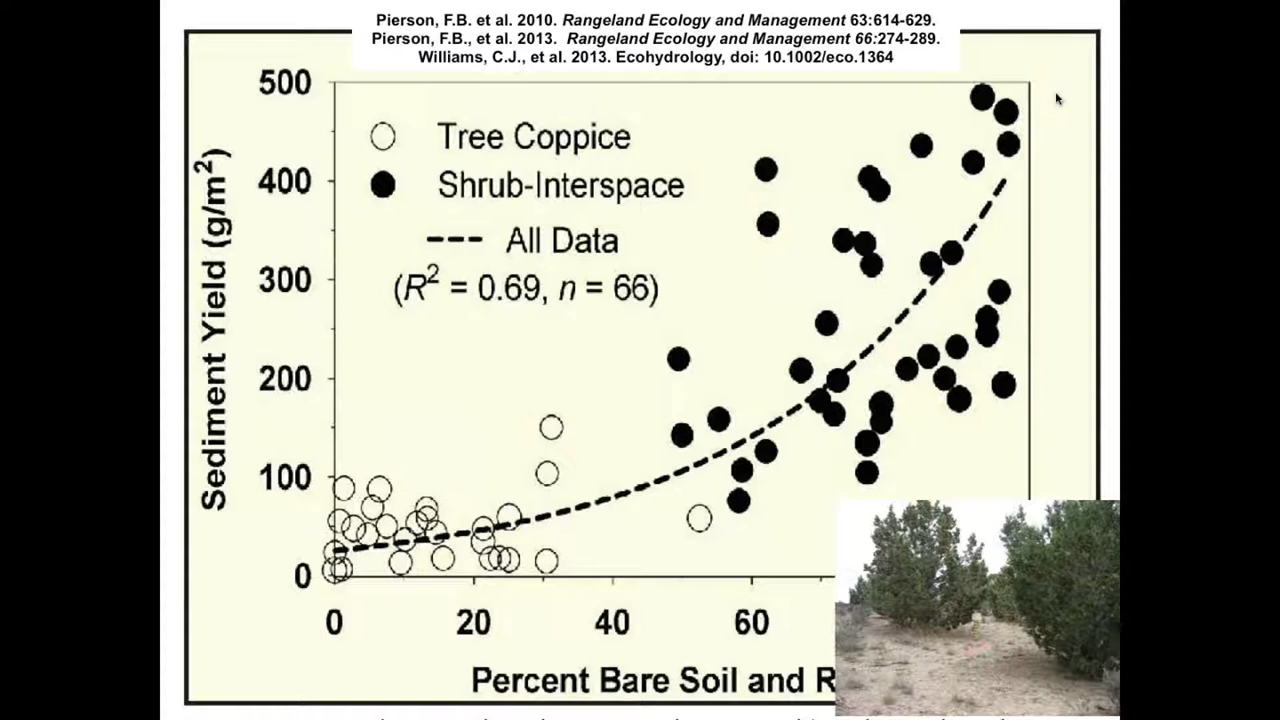 Pierson, F.B. et al. 2010. Rangeland Ecology and Management 63:614-629.
Pierson, F.B., et al. 2013. Rangeland Ecology and Management 66:274-289.
Williams, C.J., et al. 2013. Ecohydrology, doi: 10.1002/eco.1364
Sediment Yield (g/m²)
500
400
300
200
100
0
Tree Coppice
Shrub-Interspace
All Data
(R² = 0.69, n = 66)
0 20 40 60
Percent Bare Soil and R